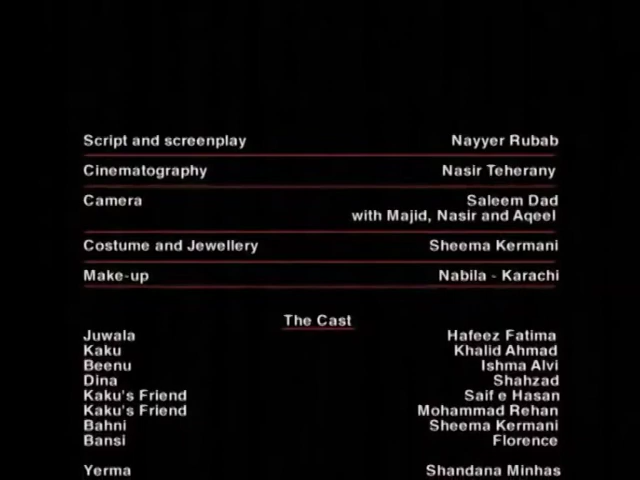 Script and screenplay Nayyer Rubab
Cinematography Nasir Teherany
Camera Saleem Dad
with Majid, Nasir and Aqeel
Costume and Jewellery Sheema Kermani
Make-up Nabila - Karachi
The Cast
Juwala Hafeez Fatima
Kaku Khalid Ahmad
Beenu Ishma Alvi
Dina Shahzad
Kaku's Friend Saif e Hasan
Kaku's Friend Mohammad Rehan
Bahni Sheema Kermani
Bansi Florence
Yerma Shandana Minhas